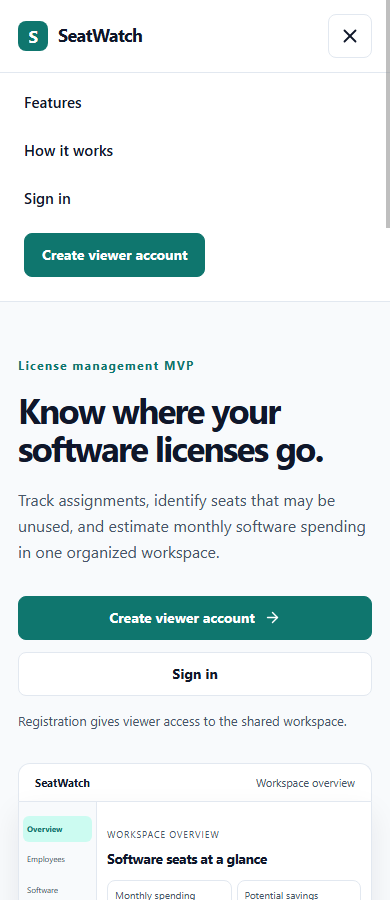 S SeatWatch
Features
How it works
Sign in
Create viewer account
License management MVP
Know where your
software licenses go.
Track assignments, identify seats that may be
unused, and estimate monthly software spending
in one organized workspace.
Create viewer account →
Sign in
Registration gives viewer access to the shared workspace.
SeatWatch Workspace overview
Overview
WORKSPACE OVERVIEW
Employees
Software seats at a glance
Software
Monthly spending Potential savings